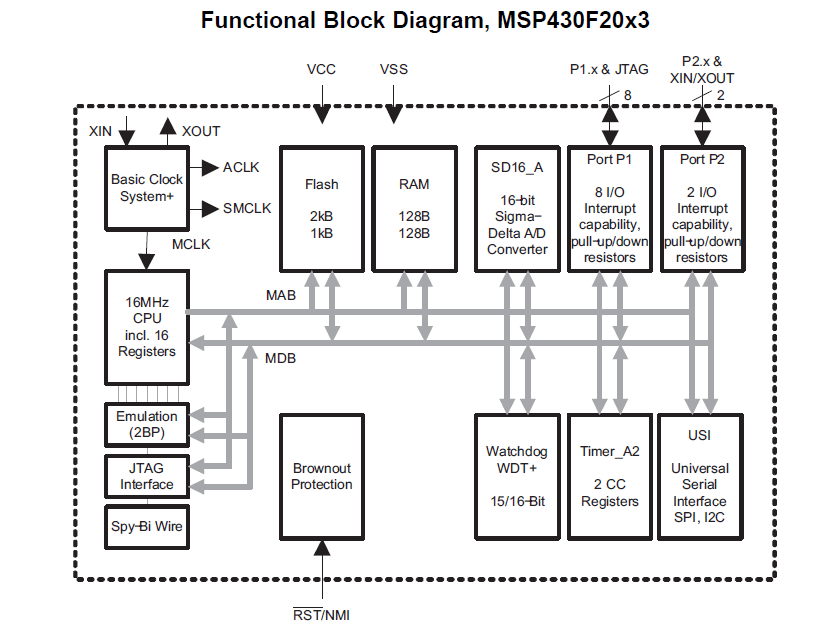 Functional Block Diagram, MSP430F20x3
VCC
VSS
P1.x & JTAG
8
P2.x &
XIN/XOUT
2
XIN
XOUT
Basic Clock
System+
ACLK
SMCLK
MCLK
Flash
2kB
1kB
RAM
128B
128B
SD16_A
16-bit
Sigma-
Delta A/D
Converter
Port P1
8 I/O
Interrupt
capability,
pull-up/down
resistors
Port P2
2 I/O
Interrupt
capability,
pull-up/down
resistors
16MHz
CPU
incl. 16
Registers
MAB
MDB
Emulation
(2BP)
JTAG
Interface
Spy-Bi Wire
Brownout
Protection
Watchdog
WDT+
15/16-Bit
Timer_A2
2 CC
Registers
USI
Universal
Serial
Interface
SPI, I2C
RST/NMI